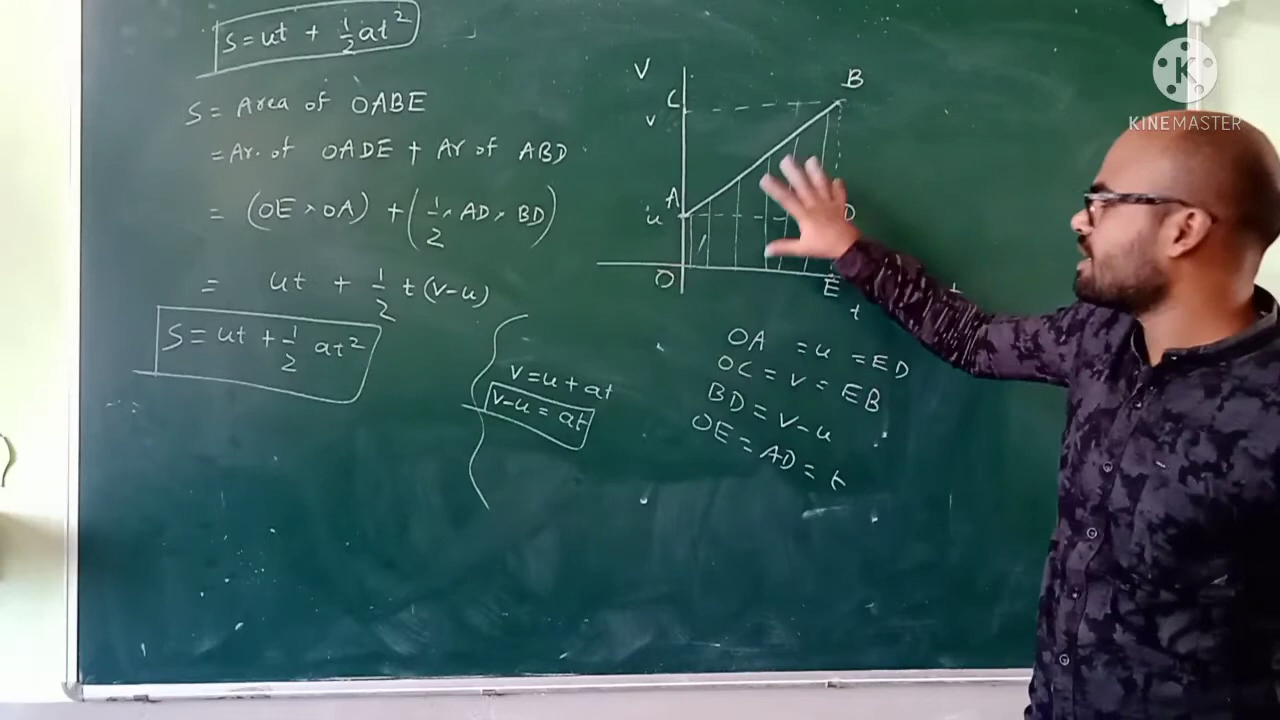 S = ut + 1/2 at²
S = Area of OABE
= Ar. of OADE + Ar of ABD
= (OE × OA) + (1/2 × AD × BD)
= ut + 1/2 t(v-u)
S = ut + 1/2 at²
v = u + at
v-u = at
V
B
C
v
A
u
D
O
E
t
OA = u = ED
OC = v = EB
BD = v-u
OE = AD = t
K
KINEMASTER